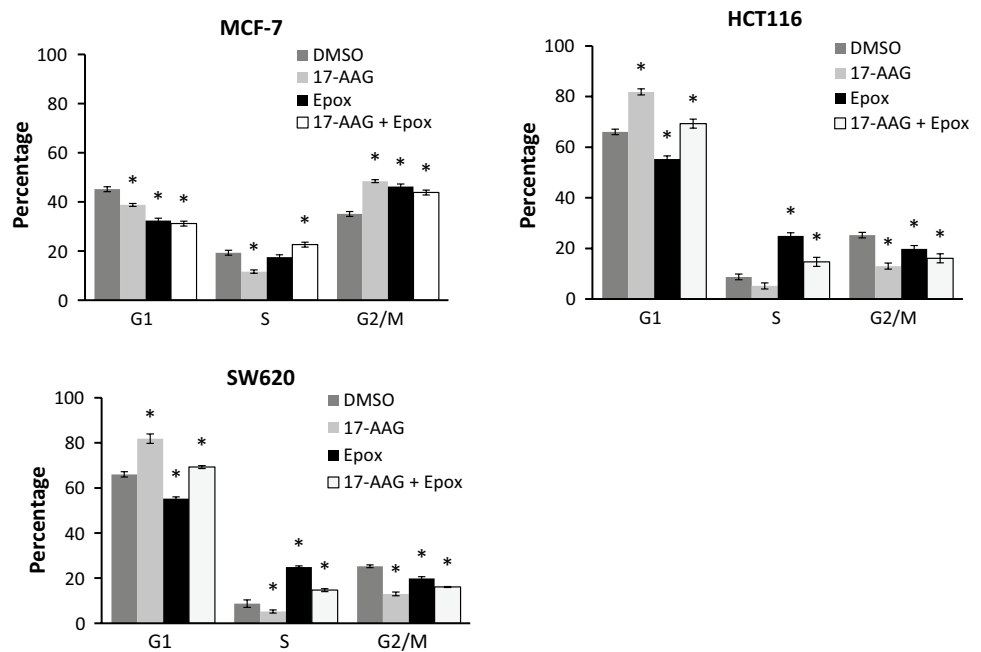 MCF-7
Percentage
100
80
60
40
20
0
DMSO
17-AAG
Epox
17-AAG + Epox
* * *
* *
* * *
G1 S G2/M
HCT116
Percentage
100
80
60
40
20
0
DMSO
17-AAG
Epox
17-AAG + Epox
* * *
* *
* * *
G1 S G2/M
SW620
Percentage
100
80
60
40
20
0
DMSO
17-AAG
Epox
17-AAG + Epox
* * *
* * *
* * *
G1 S G2/M